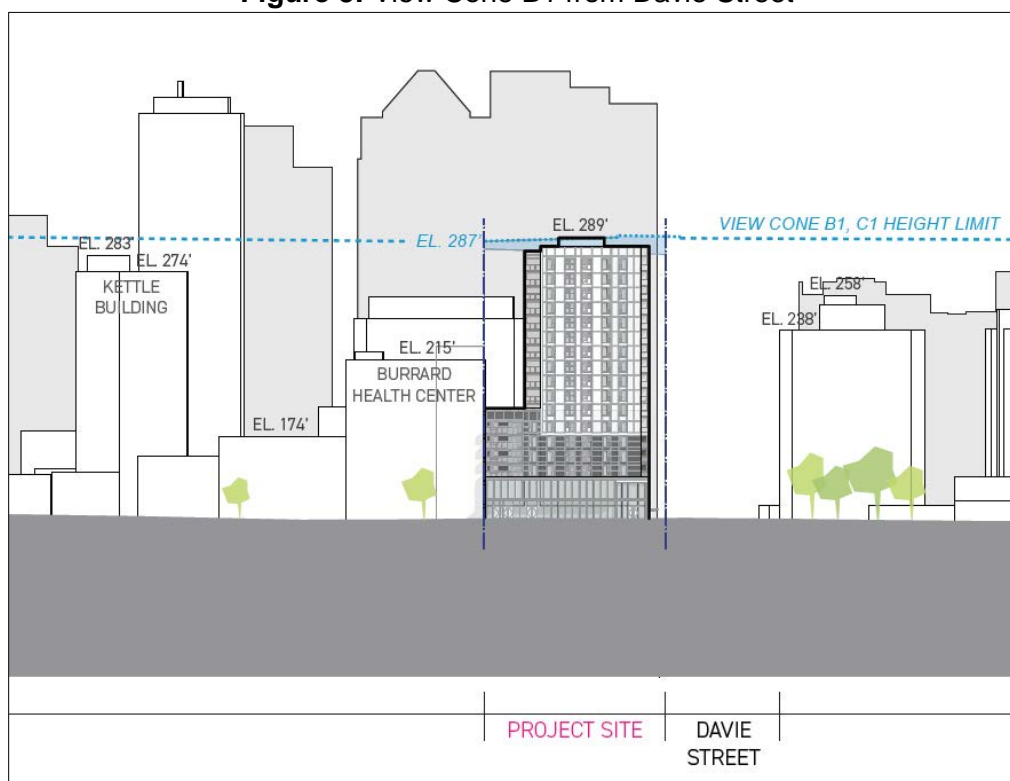 Figure 3: View Cone B1 from Davie Street
EL. 289'
VIEW CONE B1, C1 HEIGHT LIMIT
EL. 287'
EL. 283'
EL. 274'
KETTLE
BUILDING
EL. 258'
EL. 238'
EL. 215'
BURRARD
HEALTH CENTER
EL. 174'
PROJECT SITE
DAVIE
STREET